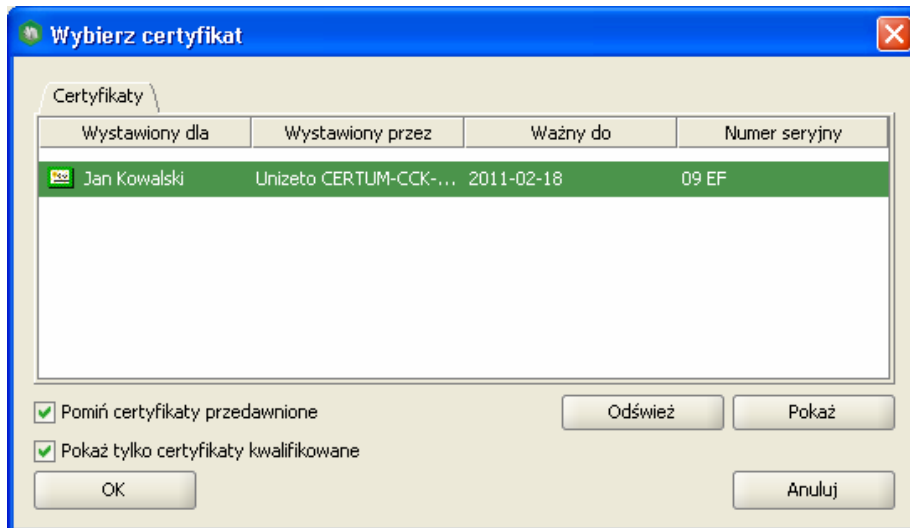 Wybierz certyfikat
Certyfikaty
Wystawiony dla Wystawiony przez Ważny do Numer seryjny
Jan Kowalski Unizeto CERTUM-CCK-... 2011-02-18 09 EF
Pomiń certyfikaty przedawnione Odśwież Pokaż
Pokaż tylko certyfikaty kwalifikowane
OK Anuluj